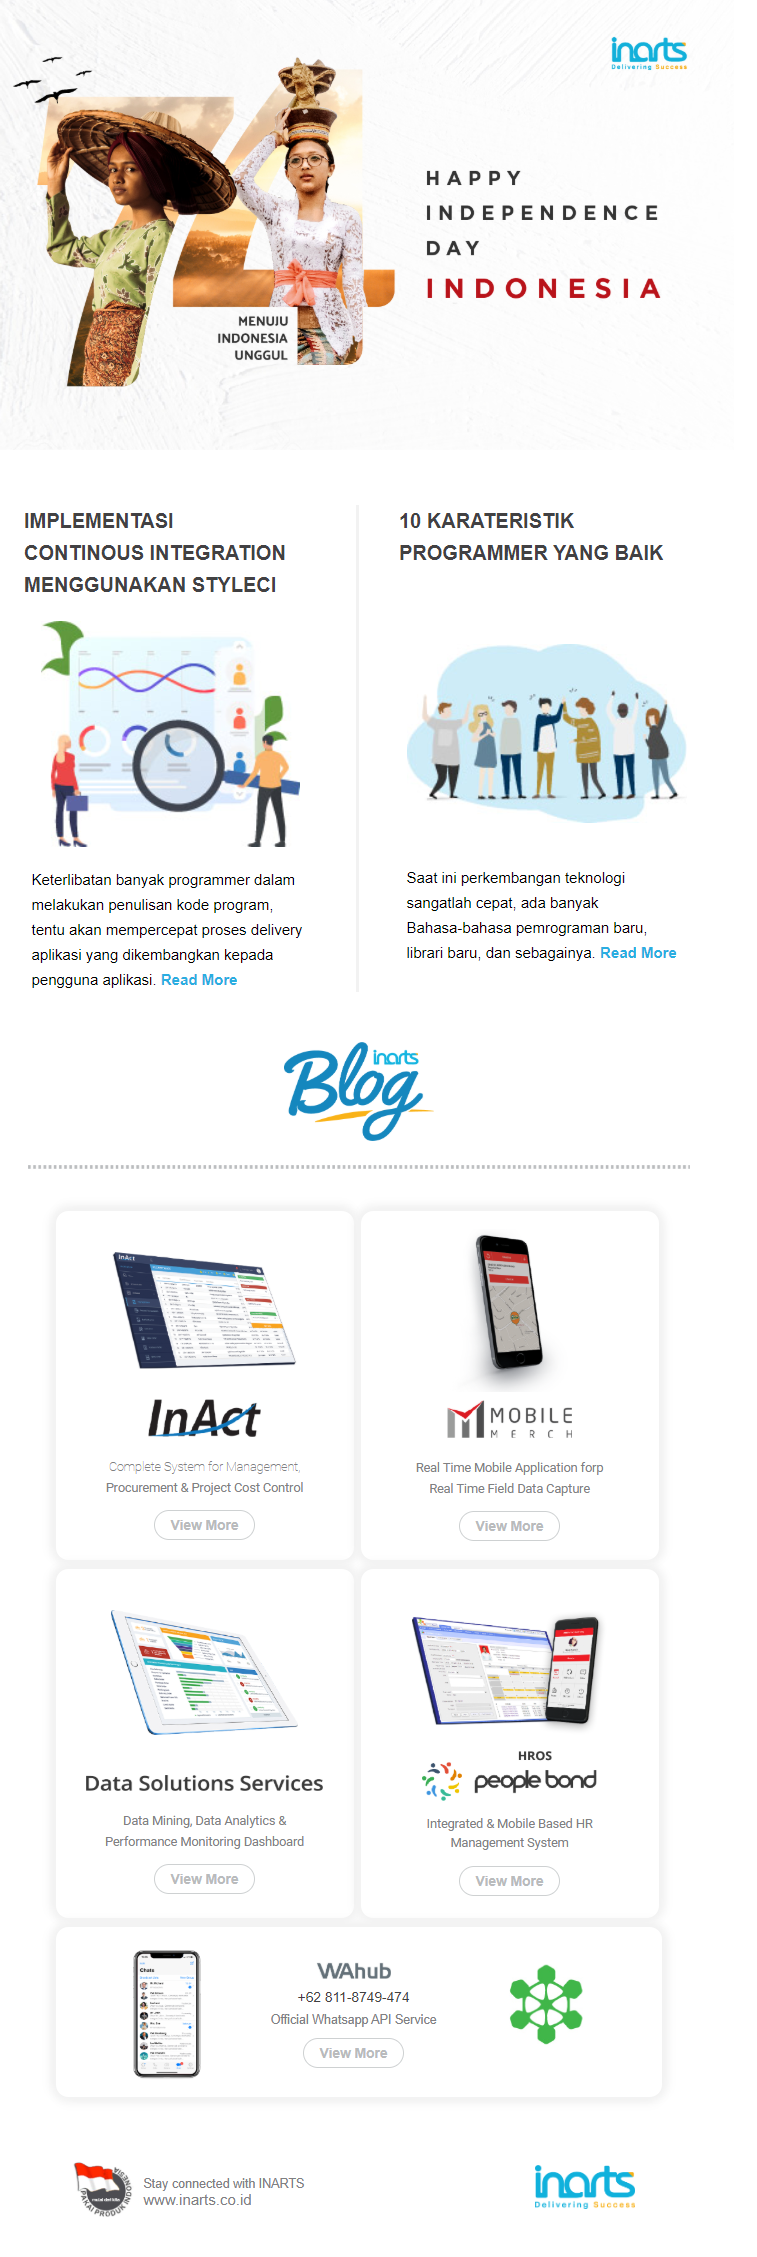 inarts
Delivering Success
HAPPY
INDEPENDENCE
DAY
INDONESIA
74
MENUJU
INDONESIA
UNGGUL
IMPLEMENTASI
CONTINOUS INTEGRATION
MENGGUNAKAN STYLECI
Keterlibatan banyak programmer dalam
melakukan penulisan kode program,
tentu akan mempercepat proses delivery
aplikasi yang dikembangkan kepada
pengguna aplikasi. Read More
10 KARATERISTIK
PROGRAMMER YANG BAIK
Saat ini perkembangan teknologi
sangatlah cepat, ada banyak
Bahasa-bahasa pemrograman baru,
librari baru, dan sebagainya. Read More
inarts
Blog
InAct
InAct
Complete System for Management,
Procurement & Project Cost Control
View More
MOBILE
MERCH
Real Time Mobile Application forp
Real Time Field Data Capture
View More
Data Solutions Services
Data Mining, Data Analytics &
Performance Monitoring Dashboard
View More
HROS
people bond
Integrated & Mobile Based HR
Management System
View More
Chats
WAhub
+62 811-8749-474
Official Whatsapp API Service
View More
PAKAI PRODUK INDONESIA
Stay connected with INARTS
www.inarts.co.id
inarts
Delivering Success